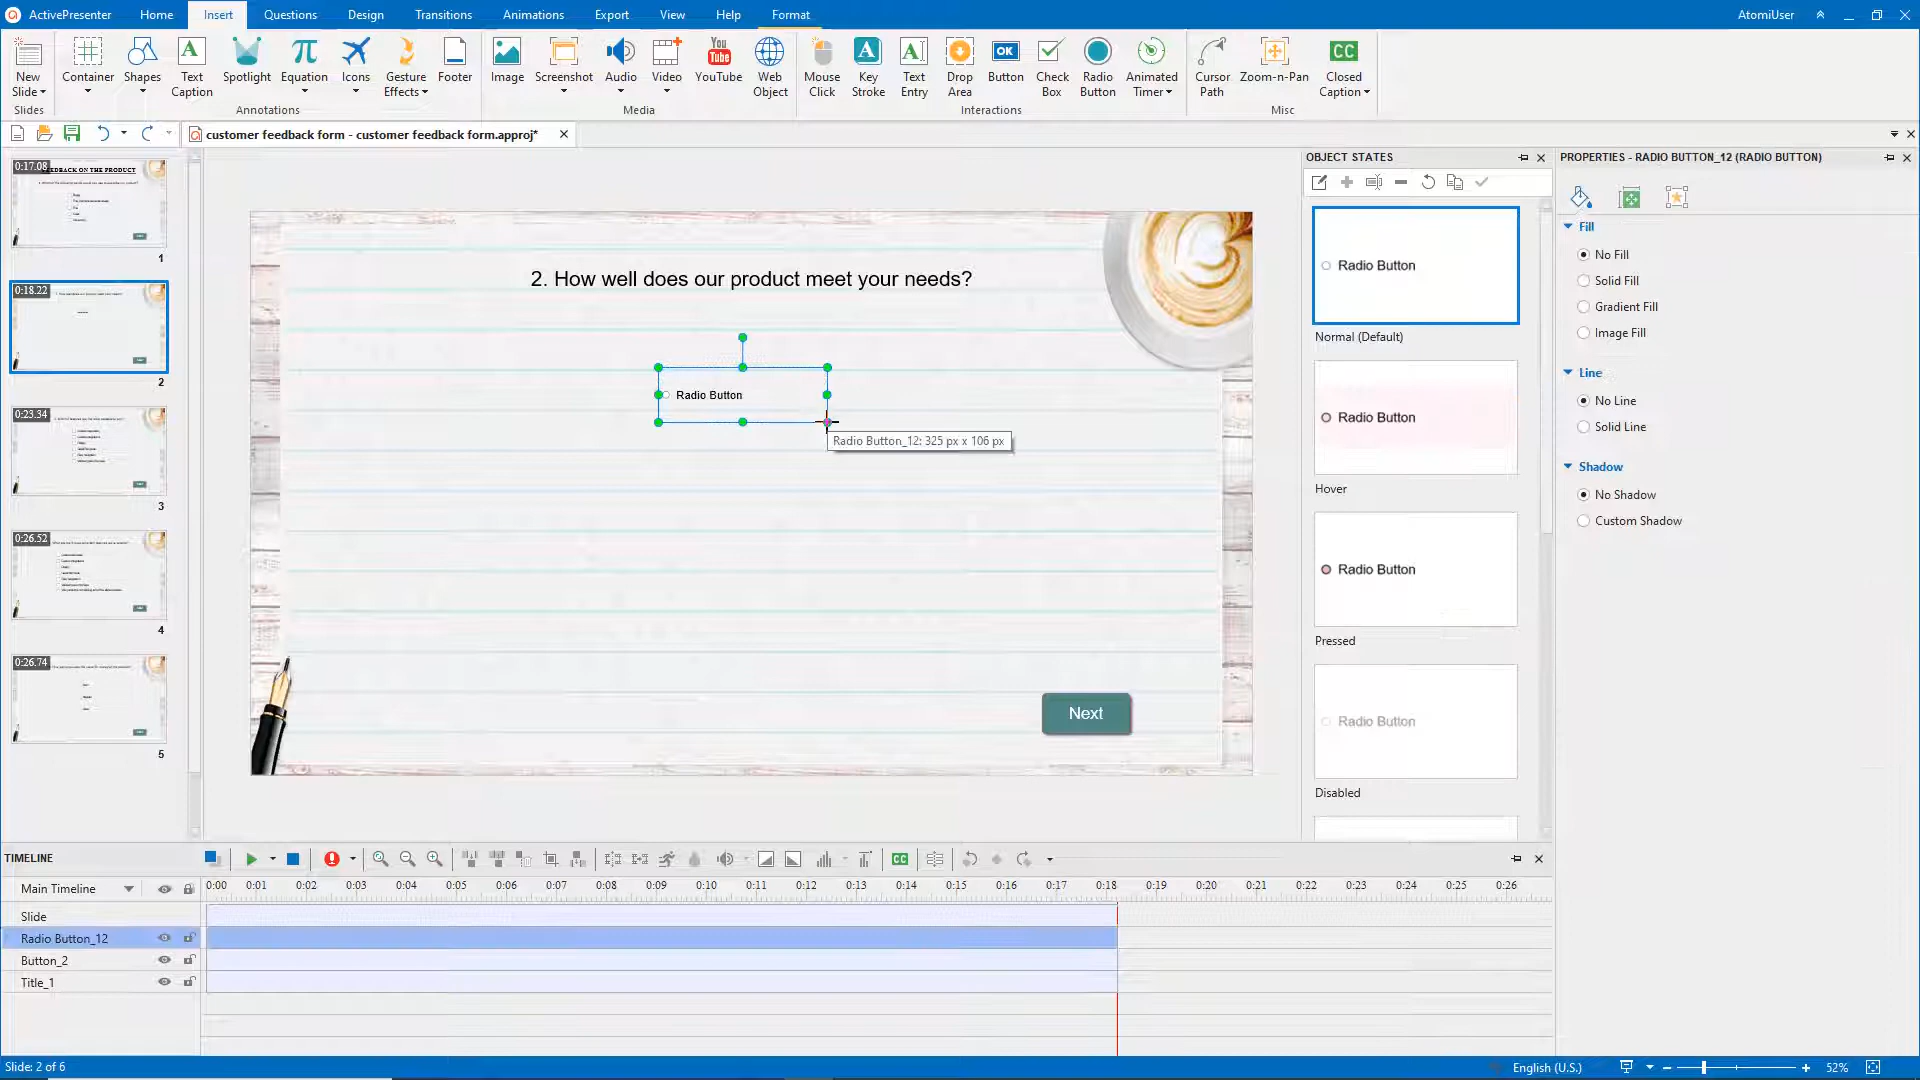 ActivePresenter
Home
Insert
Questions
Design
Transitions
Animations
Export
View
Help
Format
AtomiUser
New Slide
Container
Shapes
Text Caption
Spotlight
Equation
Icons
Gesture Effects
Footer
Image
Screenshot
Audio
Video
You Tube
YouTube
Web Object
Mouse Click
Key Stroke
Text Entry
Drop Area
OK
Button
Check Box
Radio Button
Animated Timer
Cursor Path
Zoom-n-Pan
CC
Closed Caption
Slides
Annotations
Media
Interactions
Misc
customer feedback form - customer feedback form.approj*
0:17.08
FEEDBACK ON THE PRODUCT
1
0:18.22
2
0:23.34
3
0:26.52
4
0:26.74
5
2. How well does our product meet your needs?
Radio Button
Radio Button_12: 325 px x 106 px
Next
OBJECT STATES
Radio Button
Normal (Default)
Radio Button
Hover
Radio Button
Pressed
Radio Button
Disabled
PROPERTIES - RADIO BUTTON_12 (RADIO BUTTON)
Fill
No Fill
Solid Fill
Gradient Fill
Image Fill
Line
No Line
Solid Line
Shadow
No Shadow
Custom Shadow
TIMELINE
CC
Main Timeline
0:00 0:01 0:02 0:03 0:04 0:05 0:06 0:07 0:08 0:09 0:10 0:11 0:12 0:13 0:14 0:15 0:16 0:17 0:18 0:19 0:20 0:21 0:22 0:23 0:24 0:25 0:26
Slide
Radio Button_12
Button_2
Title_1
Slide: 2 of 6
English (U.S.)
52%